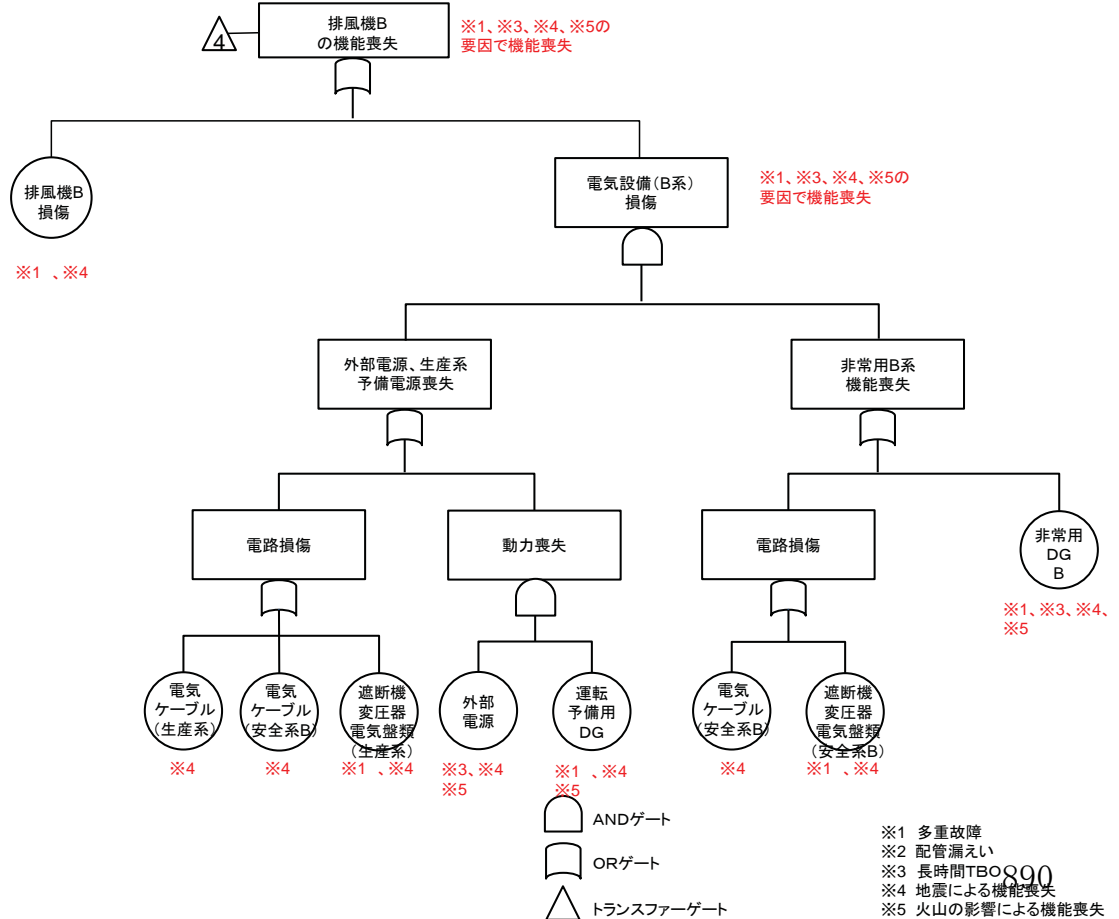 4
排風機B
の機能喪失
※1、※3、※4、※5の
要因で機能喪失
排風機B
損傷
※1 、※4
電気設備(B系)
損傷
※1、※3、※4、※5の
要因で機能喪失
外部電源、生産系
予備電源喪失
非常用B系
機能喪失
電路損傷
動力喪失
電路損傷
非常用
DG
B
※1、※3、※4、
※5
電気
ケーブル
(生産系)
※4
電気
ケーブル
(安全系B)
※4
遮断機
変圧器
電気盤類
(生産系)
※1 、※4
外部
電源
※3、※4
※5
運転
予備用
DG
※1 、※4
※5
電気
ケーブル
(安全系B)
※4
遮断機
変圧器
電気盤類
(安全系B)
※1 、※4
ANDゲート
ORゲート
トランスファーゲート
※1 多重故障
※2 配管漏えい
※3 長時間TBO
※4 地震による機能喪失
※5 火山の影響による機能喪失
890